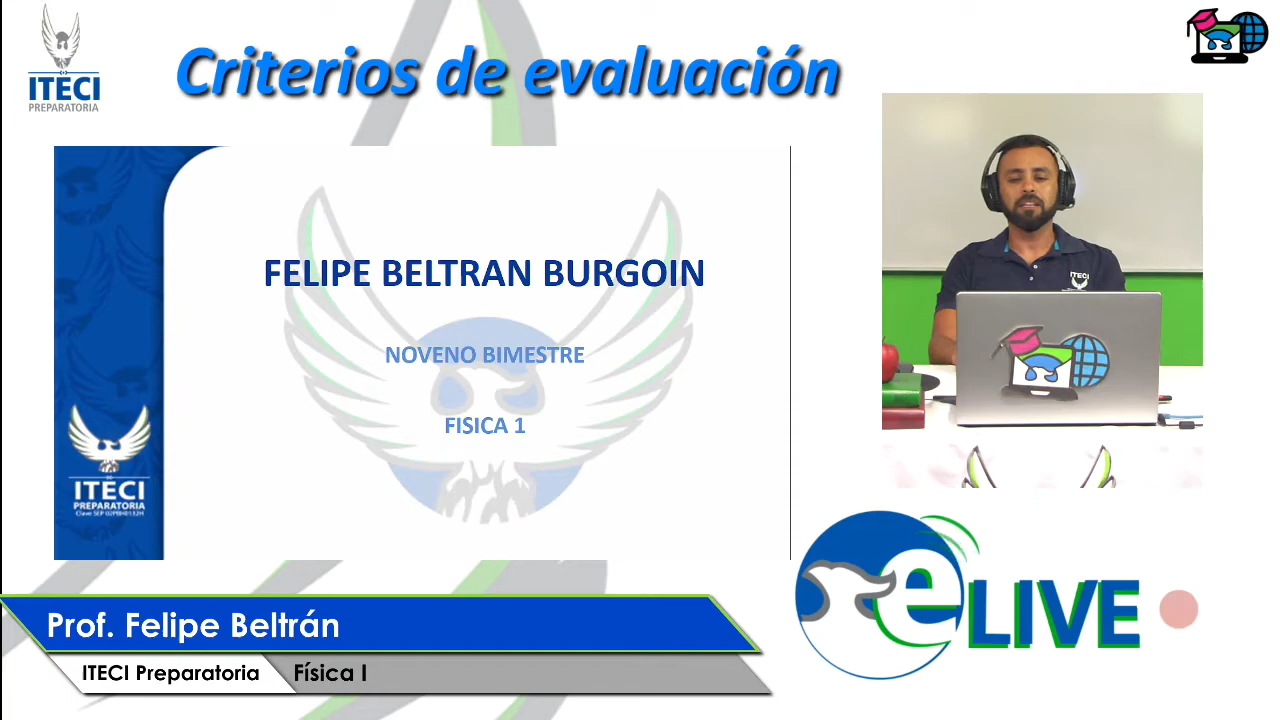 ITECI
PREPARATORIA
Criterios de evaluación
FELIPE BELTRAN BURGOIN
NOVENO BIMESTRE
FISICA 1
ITECI
PREPARATORIA
ITECI
e LIVE
Prof. Felipe Beltrán
ITECI Preparatoria
Física I